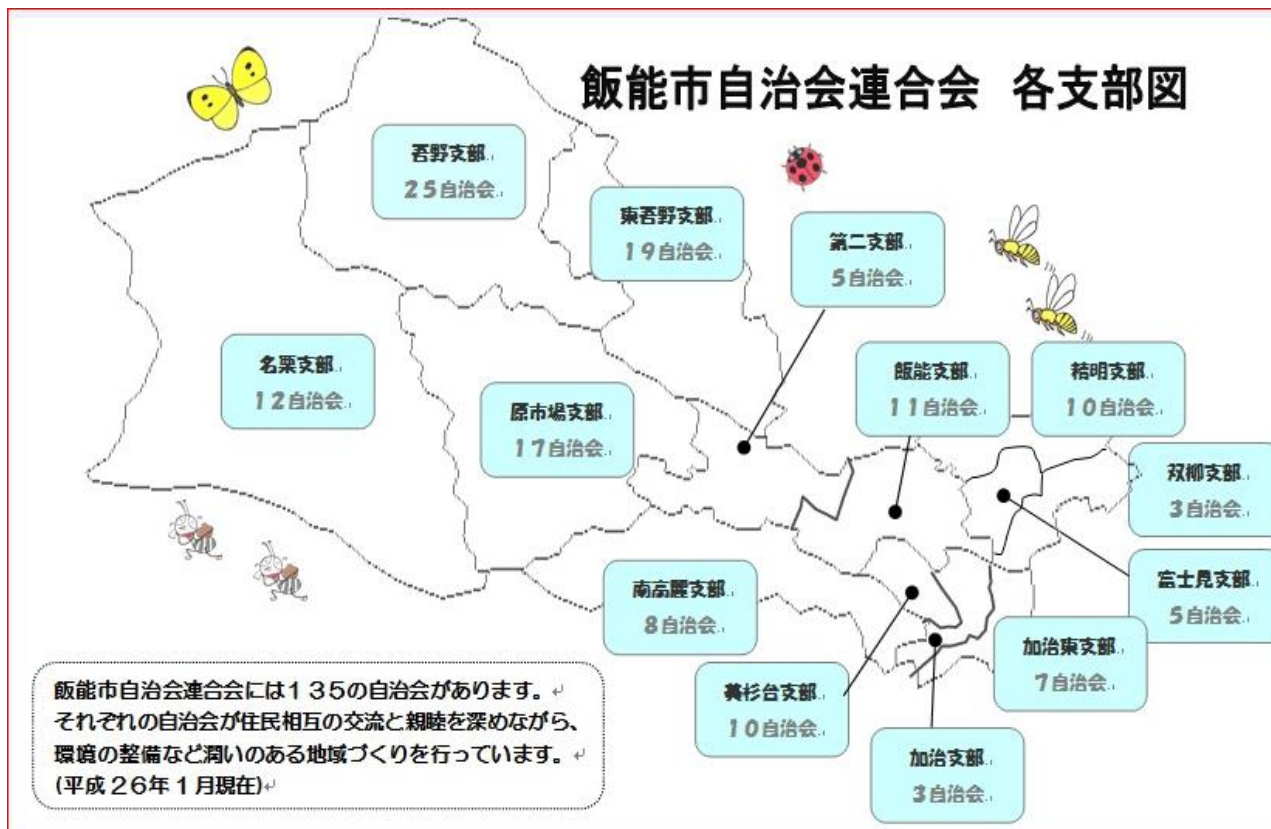 飯能市自治会連合会 各支部図
吾野支部
25自治会
東吾野支部
19自治会
第二支部
5自治会
名栗支部
12自治会
原市場支部
17自治会
飯能支部
11自治会
精明支部
10自治会
双柳支部
3自治会
富士見支部
5自治会
南高麗支部
8自治会
加治東支部
7自治会
美杉台支部
10自治会
加治支部
3自治会
飯能市自治会連合会には135の自治会があります。
それぞれの自治会が住民相互の交流と親睦を深めながら、
環境の整備など潤いのある地域づくりを行っています。
(平成26年1月現在)